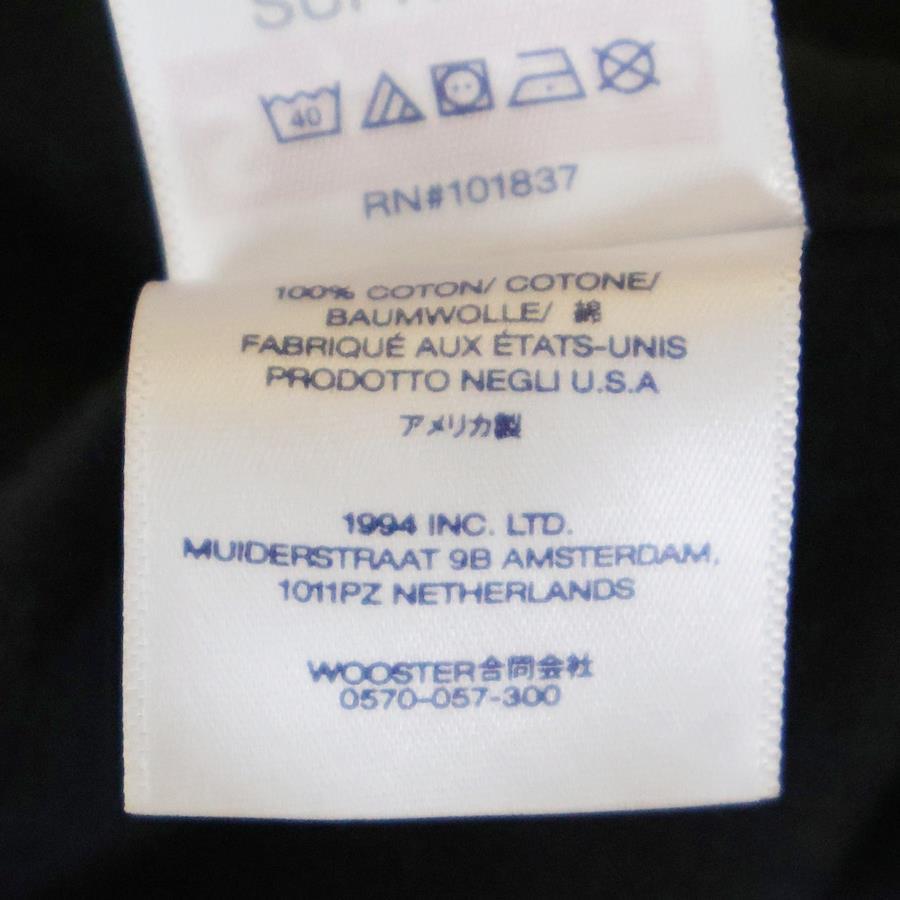 40
RN#101837
100% COTON/ COTONE/
BAUMWOLLE/ 綿
FABRIQUÉ AUX ÉTATS-UNIS
PRODOTTO NEGLI U.S.A
アメリカ製
1994 INC. LTD.
MUIDERSTRAAT 9B AMSTERDAM,
1011PZ NETHERLANDS
WOOSTER合同会社
0570-057-300